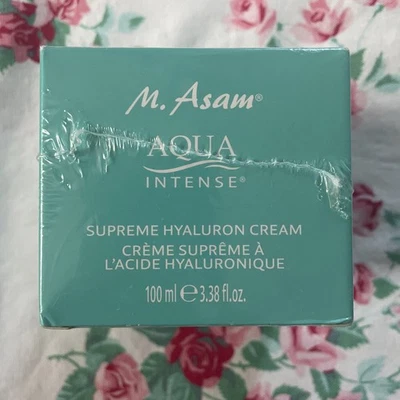 M. Asam®
AQUA
INTENSE®
SUPREME HYALURON CREAM
CRÈME SUPRÊME À
L'ACIDE HYALURONIQUE
100 ml ℮ 3.38 fl.oz.